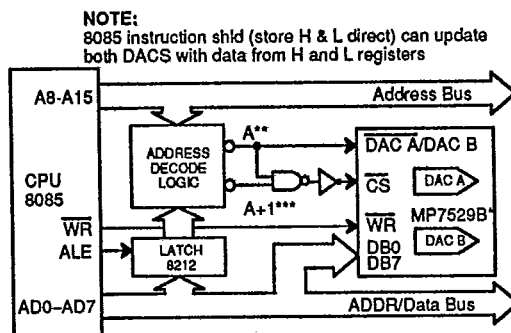 NOTE:
8085 instruction shld (store H & L direct) can update
both DACS with data from H and L registers
A8-A15
Address Bus
A**
ADDRESS
DECODE
LOGIC
DAC A/DAC B
CPU
8085
CS
DAC A
A+1***
WR
WR
MP7529B*
ALE
LATCH
8212
DB0
DB7
DAC B
AD0–AD7
ADDR/Data Bus